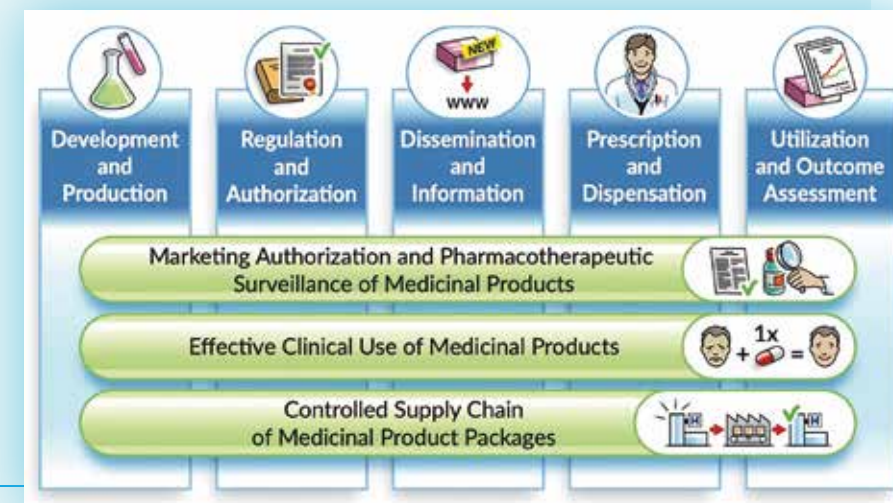 NEW
www
Development
and
Production
Regulation
and
Authorization
Dissemination
and
Information
Prescription
and
Dispensation
Utilization
and Outcome
Assessment
Marketing Authorization and Pharmacotherapeutic
Surveillance of Medicinal Products
Effective Clinical Use of Medicinal Products
1x
+
=
Controlled Supply Chain
of Medicinal Product Packages
H
H